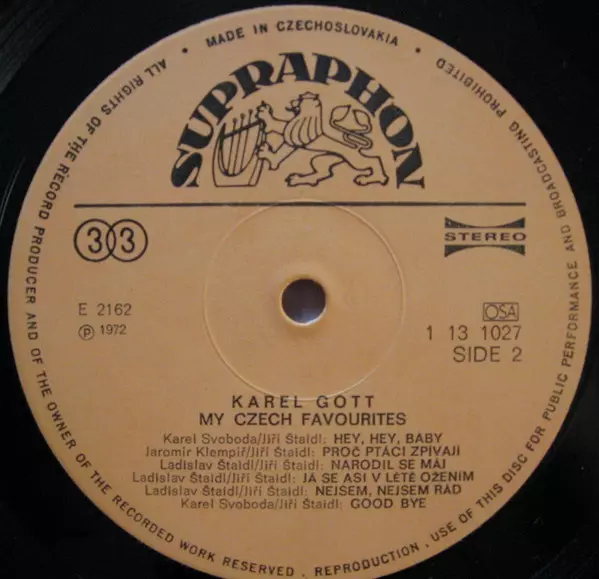 • MADE IN CZECHOSLOVAKIA •
ALL RIGHTS OF THE RECORD PRODUCER AND OF THE OWNER OF THE RECORDED WORK RESERVED . REPRODUCTION, USE OF THIS DISC FOR PUBLIC PERFORMANCE AND BROADCASTING PROHIBITED
SUPRAPHON
33
STEREO
E 2162
Ⓟ 1972
OSA
1 13 1027
SIDE 2
KAREL GOTT
MY CZECH FAVOURITES
Karel Svoboda/Jiří Štaidl: HEY, HEY, BABY
Jaromír Klempíř/Jiří Štaidl: PROČ PTÁCI ZPÍVAJÍ
Ladislav Štaidl/Jiří Štaidl: NARODIL SE MÁJ
Ladislav Štaidl/Jiří Štaidl: JÁ SE ASI V LÉTĚ OŽENÍM
Ladislav Štaidl/Jiří Štaidl: NEJSEM, NEJSEM RÁD
Karel Svoboda/Jiří Štaidl: GOOD BYE